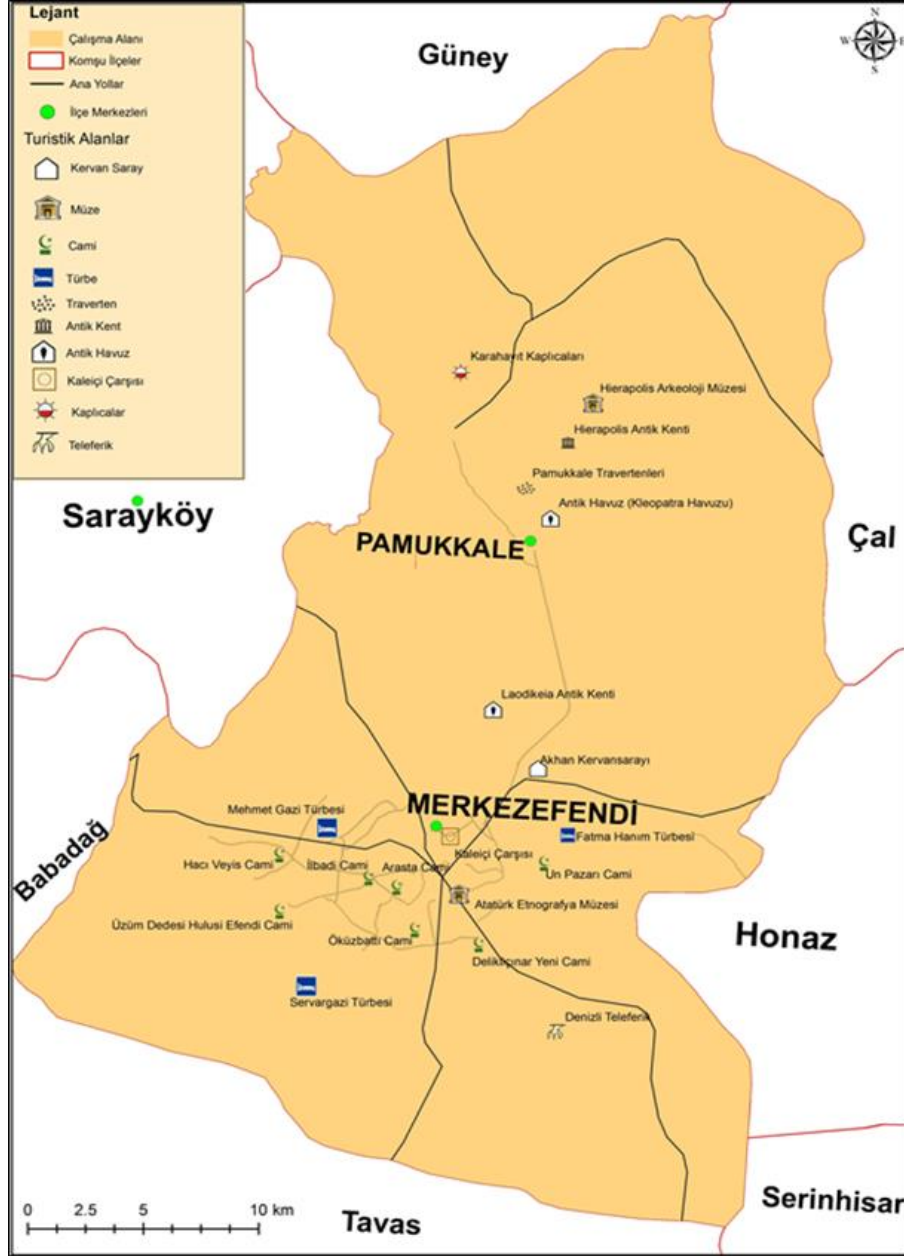 Lejant
Çalışma Alanı
Komşu İlçeler
Ana Yollar
İlçe Merkezleri
Turistik Alanlar
Kervan Saray
Müze
Cami
Türbe
Traverten
Antik Kent
Antik Havuz
Kaleiçi Çarşısı
Kaplıcalar
Teleferik
Güney
N
W
E
S
Karahayıt Kaplıcaları
Hierapolis Arkeoloji Müzesi
Hierapolis Antik Kenti
Pamukkale Travertenleri
Antik Havuz (Kleopatra Havuzu)
Sarayköy
PAMUKKALE
Çal
Laodikeia Antik Kenti
Akhan Kervansarayı
MERKEZEFENDİ
Mehmet Gazi Türbesi
Fatma Hanım Türbesi
Kaleiçi Çarşısı
Babadağ
Hacı Veyis Cami
İlbadi Cami
Arasta Cami
Un Pazarı Cami
Atatürk Etnografya Müzesi
Üzüm Dedesi Hulusi Efendi Cami
Öküzbattı Cami
Delikliçınar Yeni Cami
Honaz
Servargazi Türbesi
Denizli Teleferik
Serinhisar
Tavas
0 2.5 5 10 km